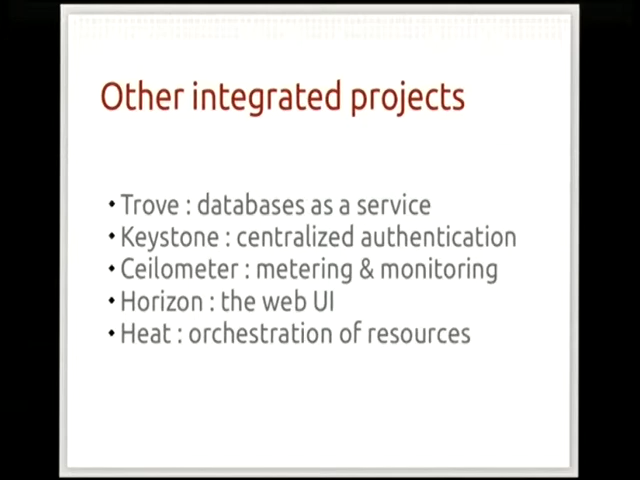 Other integrated projects
• Trove : databases as a service
• Keystone : centralized authentication
• Ceilometer : metering & monitoring
• Horizon : the web UI
• Heat : orchestration of resources